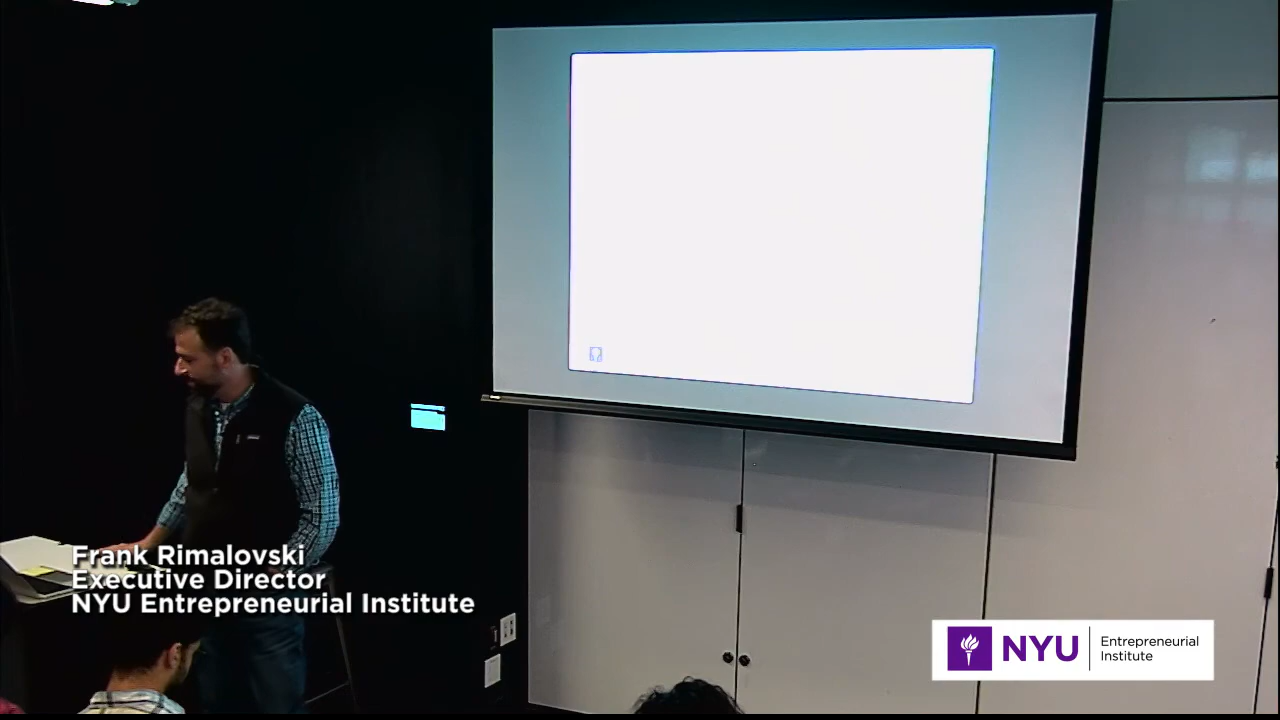 Frank Rimalovski
Executive Director
NYU Entrepreneurial Institute
NYU
Entrepreneurial
Institute